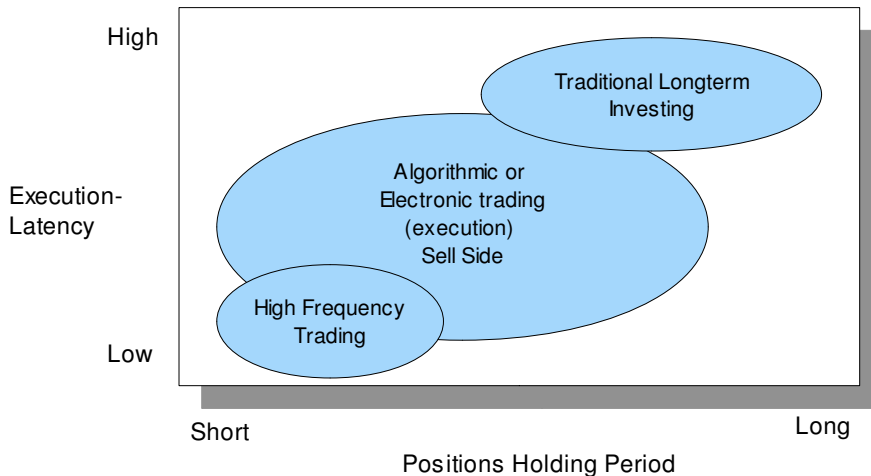 High
Traditional Longterm
Investing
Algorithmic or
Electronic trading
(execution)
Sell Side
Execution-
Latency
High Frequency
Trading
Low
Short
Long
Positions Holding Period